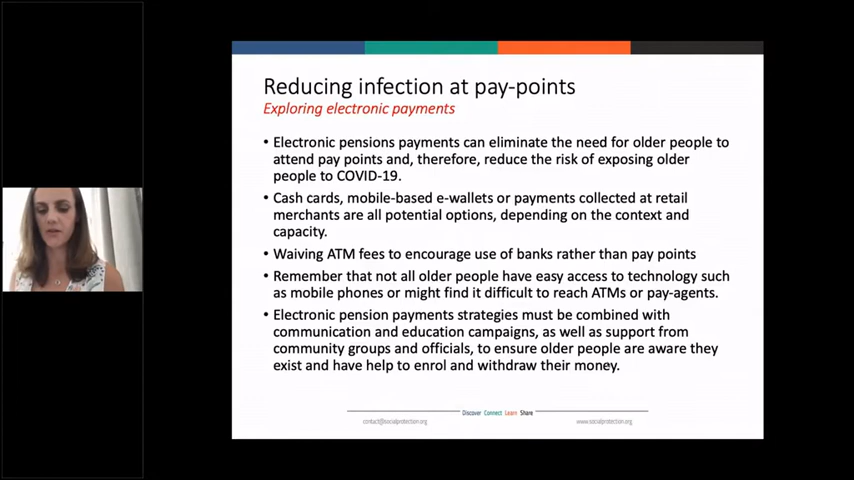 Reducing infection at pay-points
Exploring electronic payments
• Electronic pensions payments can eliminate the need for older people to
attend pay points and, therefore, reduce the risk of exposing older
people to COVID-19.
• Cash cards, mobile-based e-wallets or payments collected at retail
merchants are all potential options, depending on the context and
capacity.
• Waiving ATM fees to encourage use of banks rather than pay points
• Remember that not all older people have easy access to technology such
as mobile phones or might find it difficult to reach ATMs or pay-agents.
• Electronic pension payments strategies must be combined with
communication and education campaigns, as well as support from
community groups and officials, to ensure older people are aware they
exist and have help to enrol and withdraw their money.
Discover Connect Learn Share
contact@socialprotection.org www.socialprotection.org